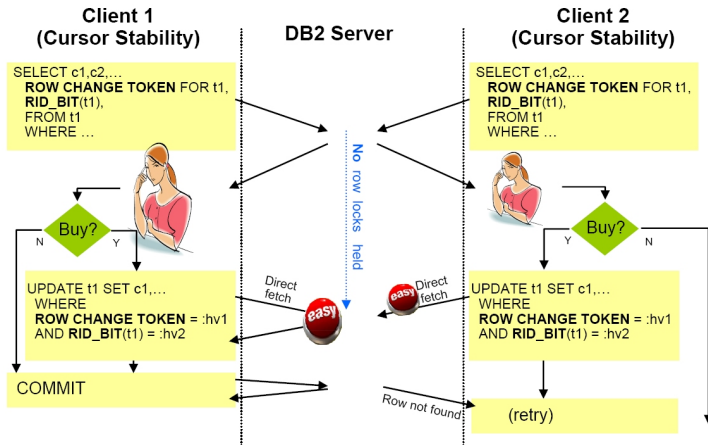 Client 1
(Cursor Stability)
DB2 Server
Client 2
(Cursor Stability)
SELECT c1,c2,…
ROW CHANGE TOKEN FOR t1,
RID_BIT(t1),
FROM t1
WHERE …
SELECT c1,c2,…
ROW CHANGE TOKEN FOR t1,
RID_BIT(t1),
FROM t1
WHERE …
No row locks held
Buy?
N
Y
Buy?
Y
N
UPDATE t1 SET c1,…
WHERE
ROW CHANGE TOKEN = :hv1
AND RID_BIT(t1) = :hv2
Direct
fetch
easy
Direct
fetch
easy
UPDATE t1 SET c1,…
WHERE
ROW CHANGE TOKEN = :hv1
AND RID_BIT(t1) = :hv2
COMMIT
Row not found
(retry)